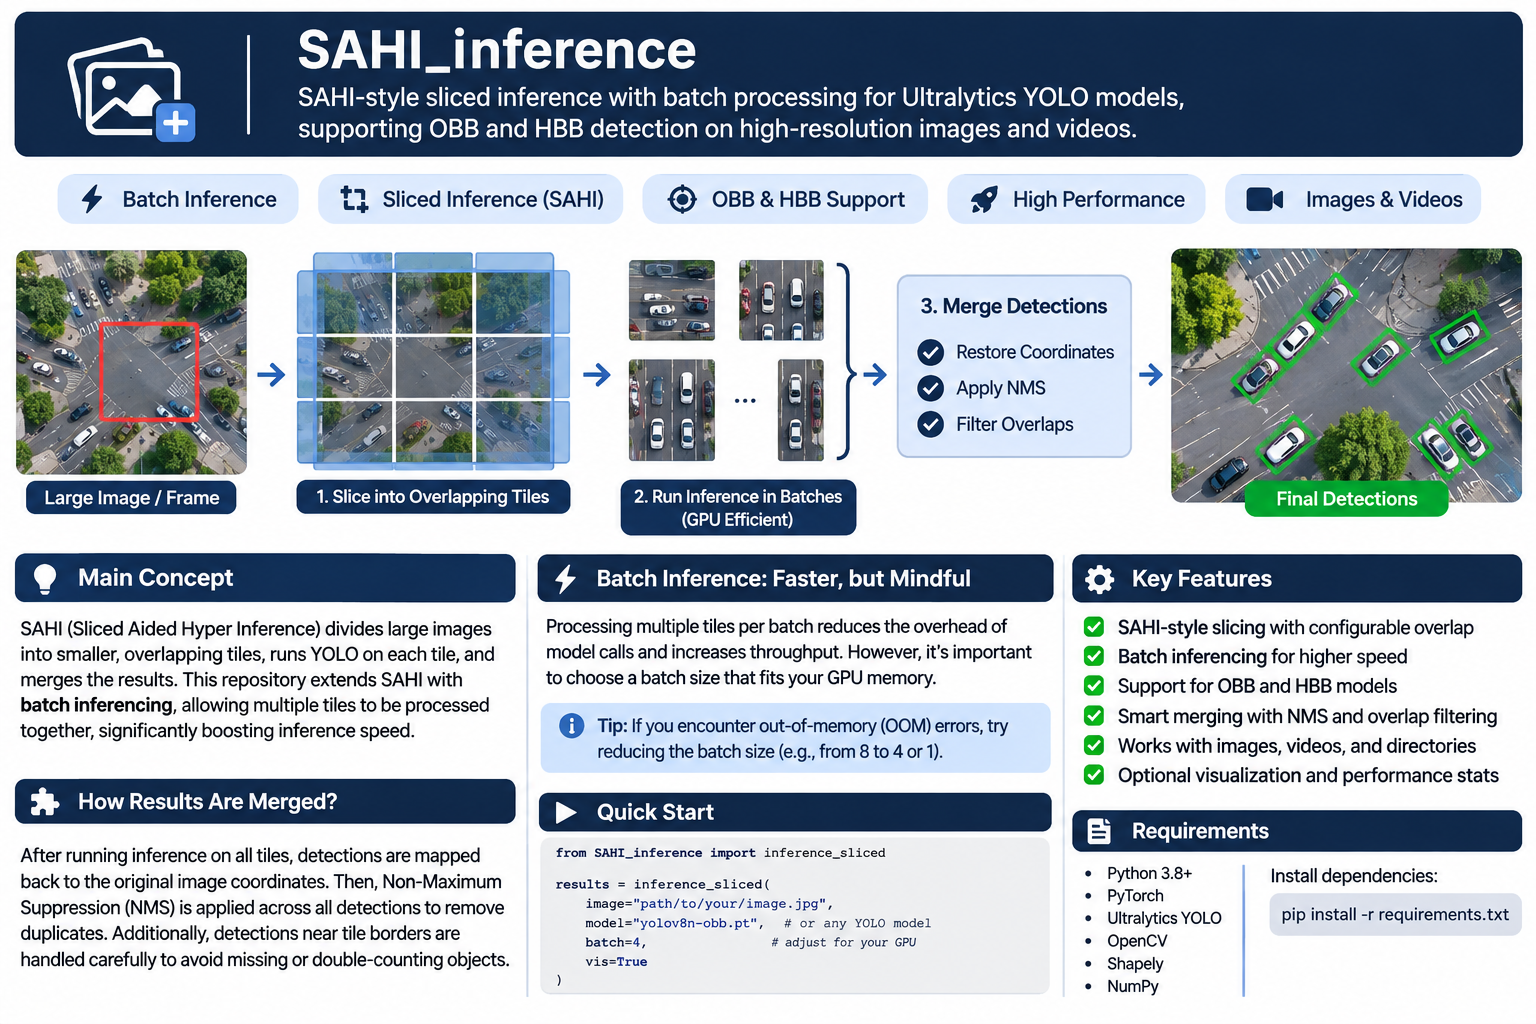 SAHI_inference
SAHI-style sliced inference with batch processing for Ultralytics YOLO models,
supporting OBB and HBB detection on high-resolution images and videos.
Batch Inference
Sliced Inference (SAHI)
OBB & HBB Support
High Performance
Images & Videos
Large Image / Frame
1. Slice into Overlapping Tiles
...
2. Run Inference in Batches
(GPU Efficient)
3. Merge Detections
Restore Coordinates
Apply NMS
Filter Overlaps
Final Detections
Main Concept
SAHI (Sliced Aided Hyper Inference) divides large images
into smaller, overlapping tiles, runs YOLO on each tile, and
merges the results. This repository extends SAHI with
batch inferencing, allowing multiple tiles to be processed
together, significantly boosting inference speed.
How Results Are Merged?
After running inference on all tiles, detections are mapped
back to the original image coordinates. Then, Non-Maximum
Suppression (NMS) is applied across all detections to remove
duplicates. Additionally, detections near tile borders are
handled carefully to avoid missing or double-counting objects.
Batch Inference: Faster, but Mindful
Processing multiple tiles per batch reduces the overhead of
model calls and increases throughput. However, it's important
to choose a batch size that fits your GPU memory.
Tip: If you encounter out-of-memory (OOM) errors, try
reducing the batch size (e.g., from 8 to 4 or 1).
Quick Start
from SAHI_inference import inference_sliced
results = inference_sliced(
image="path/to/your/image.jpg",
model="yolov8n-obb.pt", # or any YOLO model
batch=4, # adjust for your GPU
vis=True
)
Key Features
SAHI-style slicing with configurable overlap
Batch inferencing for higher speed
Support for OBB and HBB models
Smart merging with NMS and overlap filtering
Works with images, videos, and directories
Optional visualization and performance stats
Requirements
• Python 3.8+
• PyTorch
• Ultralytics YOLO
• OpenCV
• Shapely
• NumPy
Install dependencies:
pip install -r requirements.txt